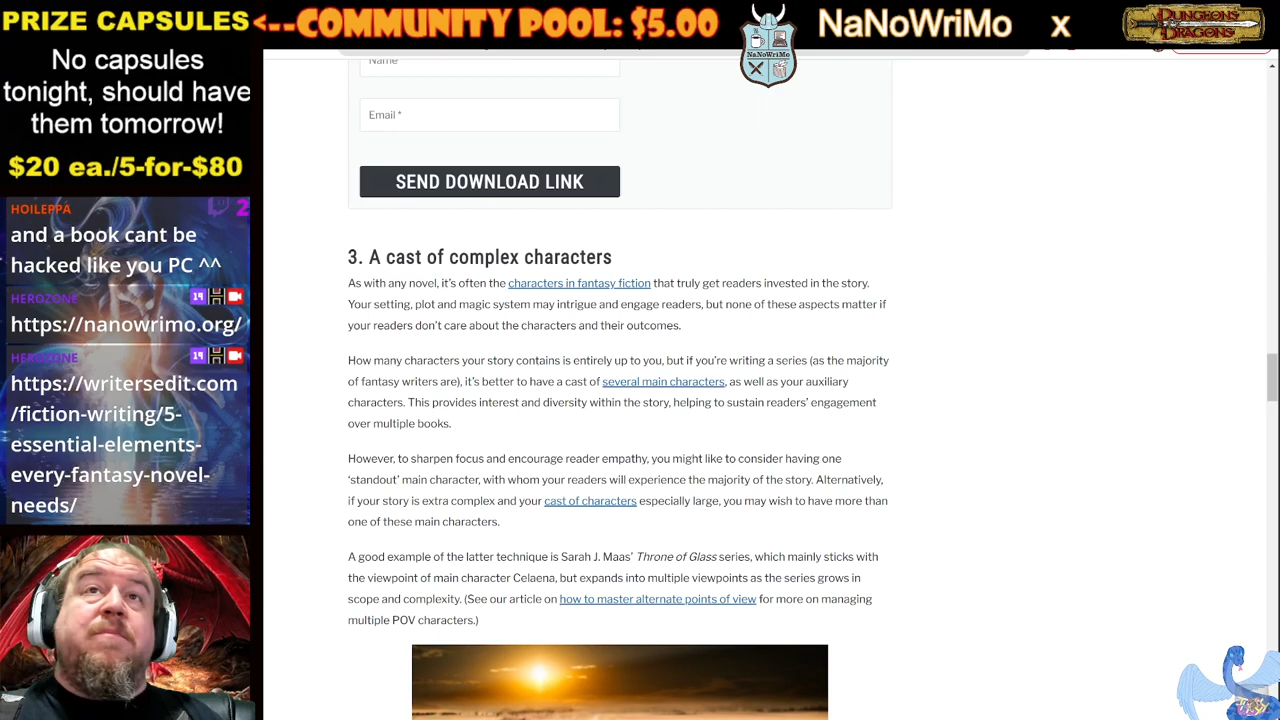 PRIZE CAPSULES
<--COMMUNITY POOL: $5.00
NaNoWriMo
NaNoWriMo
x
DUNGEONS
DRAGONS
No capsules
tonight, should have
them tomorrow!
$20 ea./5-for-$80
HOILEPPA
2
and a book cant be
hacked like you PC ^^
HEROZONE
19
https://nanowrimo.org/
HEROZONE
19
https://writersedit.com
/fiction-writing/5-
essential-elements-
every-fantasy-novel-
needs/
Name
Email *
SEND DOWNLOAD LINK
3. A cast of complex characters
As with any novel, it’s often the characters in fantasy fiction that truly get readers invested in the story.
Your setting, plot and magic system may intrigue and engage readers, but none of these aspects matter if
your readers don’t care about the characters and their outcomes.
How many characters your story contains is entirely up to you, but if you’re writing a series (as the majority
of fantasy writers are), it’s better to have a cast of several main characters, as well as your auxiliary
characters. This provides interest and diversity within the story, helping to sustain readers’ engagement
over multiple books.
However, to sharpen focus and encourage reader empathy, you might like to consider having one
‘standout’ main character, with whom your readers will experience the majority of the story. Alternatively,
if your story is extra complex and your cast of characters especially large, you may wish to have more than
one of these main characters.
A good example of the latter technique is Sarah J. Maas’ Throne of Glass series, which mainly sticks with
the viewpoint of main character Celaena, but expands into multiple viewpoints as the series grows in
scope and complexity. (See our article on how to master alternate points of view for more on managing
multiple POV characters.)